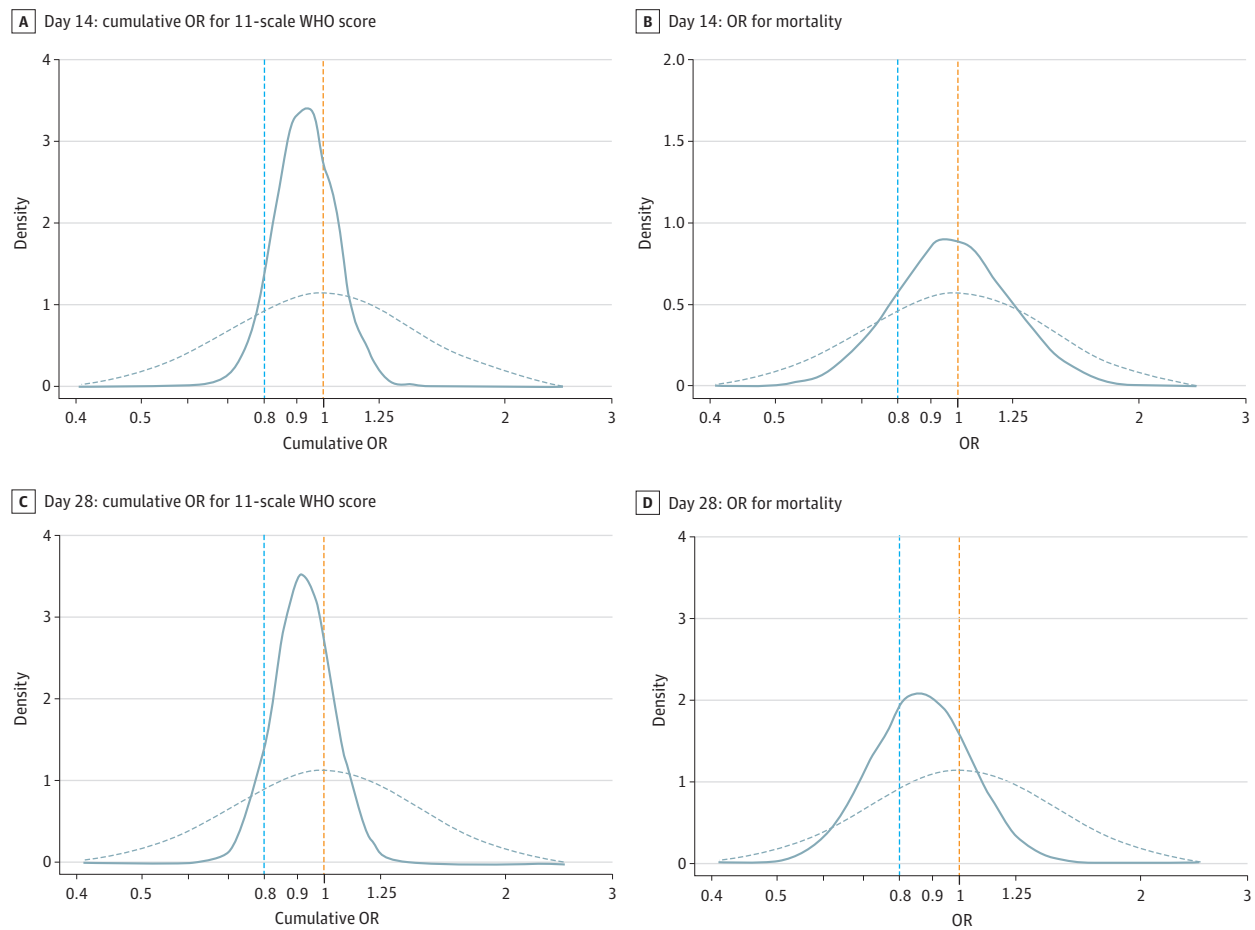 A Day 14: cumulative OR for 11-scale WHO score
4
3
2
1
0
Density
0.4 0.5 0.8 0.9 1 1.25 2 3
Cumulative OR
B Day 14: OR for mortality
2.0
1.5
1.0
0.5
0
Density
0.4 0.5 0.8 0.9 1 1.25 2 3
OR
C Day 28: cumulative OR for 11-scale WHO score
4
3
2
1
0
Density
0.4 0.5 0.8 0.9 1 1.25 2 3
Cumulative OR
D Day 28: OR for mortality
4
3
2
1
0
Density
0.4 0.5 0.8 0.9 1 1.25 2 3
OR